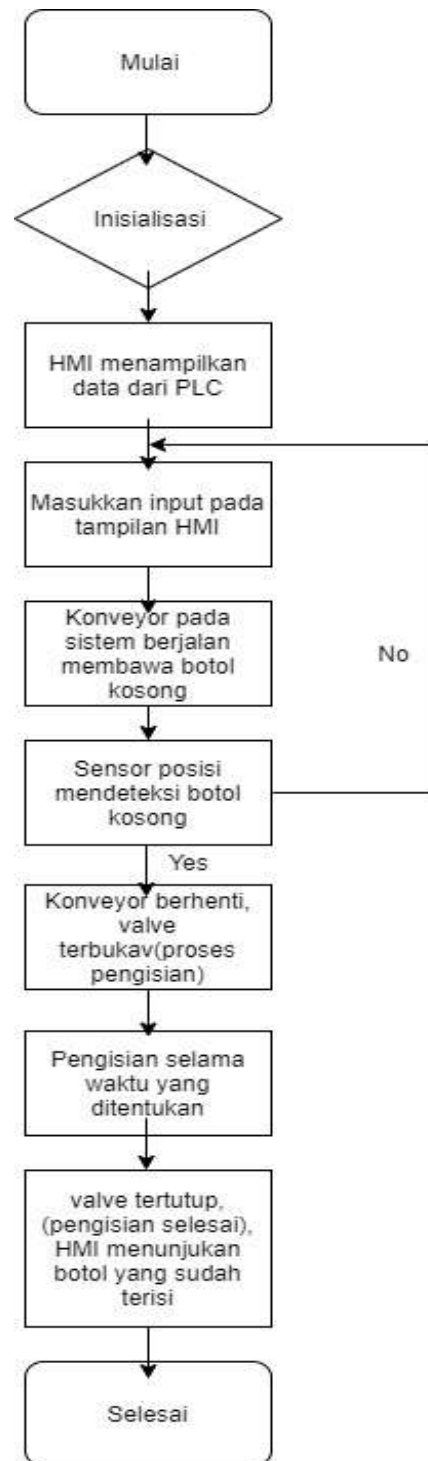 Mulai
Inisialisasi
HMI menampilkan
data dari PLC
Masukkan input pada
tampilan HMI
Konveyor pada
sistem berjalan
membawa botol
kosong
No
Sensor posisi
mendeteksi botol
kosong
Yes
Konveyor berhenti,
valve
terbukav(proses
pengisian)
Pengisian selama
waktu yang
ditentukan
valve tertutup,
(pengisian selesai),
HMI menunjukan
botol yang sudah
terisi
Selesai